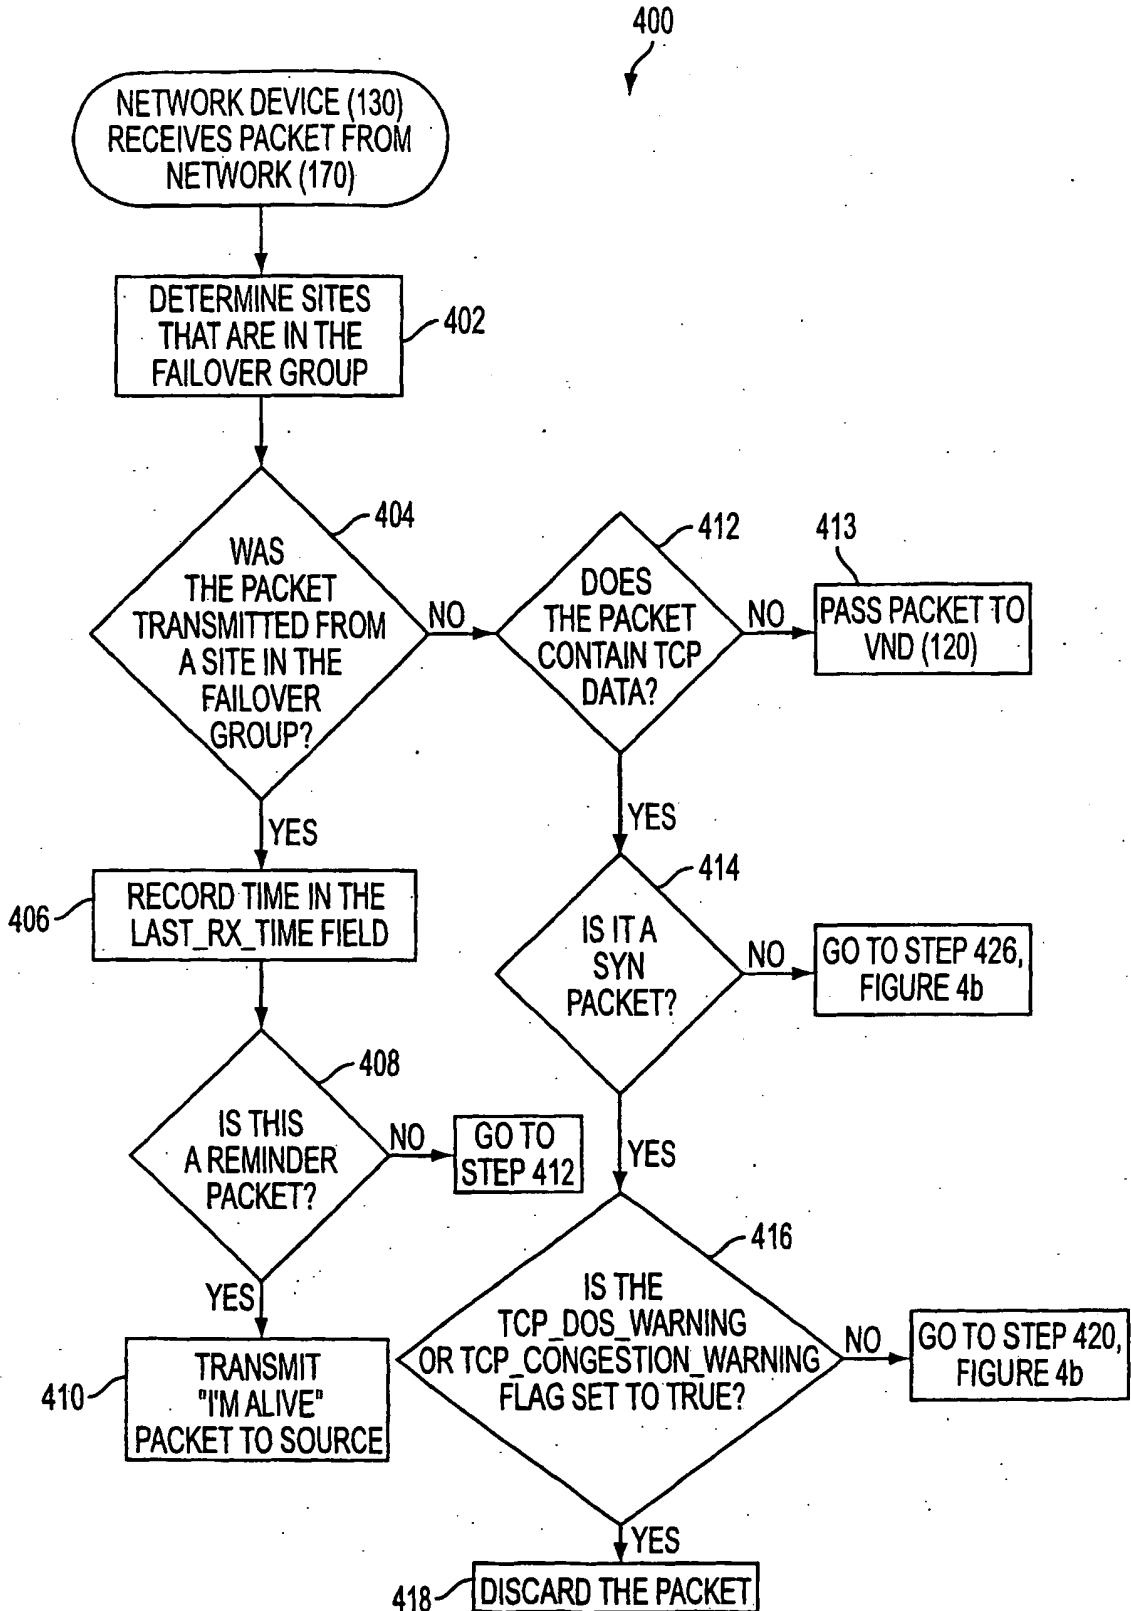 400
NETWORK DEVICE (130)
RECEIVES PACKET FROM
NETWORK (170)
DETERMINE SITES
THAT ARE IN THE
FAILOVER GROUP
402
WAS
THE PACKET
TRANSMITTED FROM
A SITE IN THE
FAILOVER
GROUP?
404
NO
DOES
THE PACKET
CONTAIN TCP
DATA?
412
NO
413
PASS PACKET TO
VND (120)
YES
YES
RECORD TIME IN THE
LAST_RX_TIME FIELD
406
IS IT A
SYN
PACKET?
414
NO
GO TO STEP 426,
FIGURE 4b
IS THIS
A REMINDER
PACKET?
408
NO
GO TO
STEP 412
YES
YES
TRANSMIT
"I'M ALIVE"
PACKET TO SOURCE
410
IS THE
TCP_DOS_WARNING
OR TCP_CONGESTION_WARNING
FLAG SET TO TRUE?
416
NO
GO TO STEP 420,
FIGURE 4b
YES
DISCARD THE PACKET
418